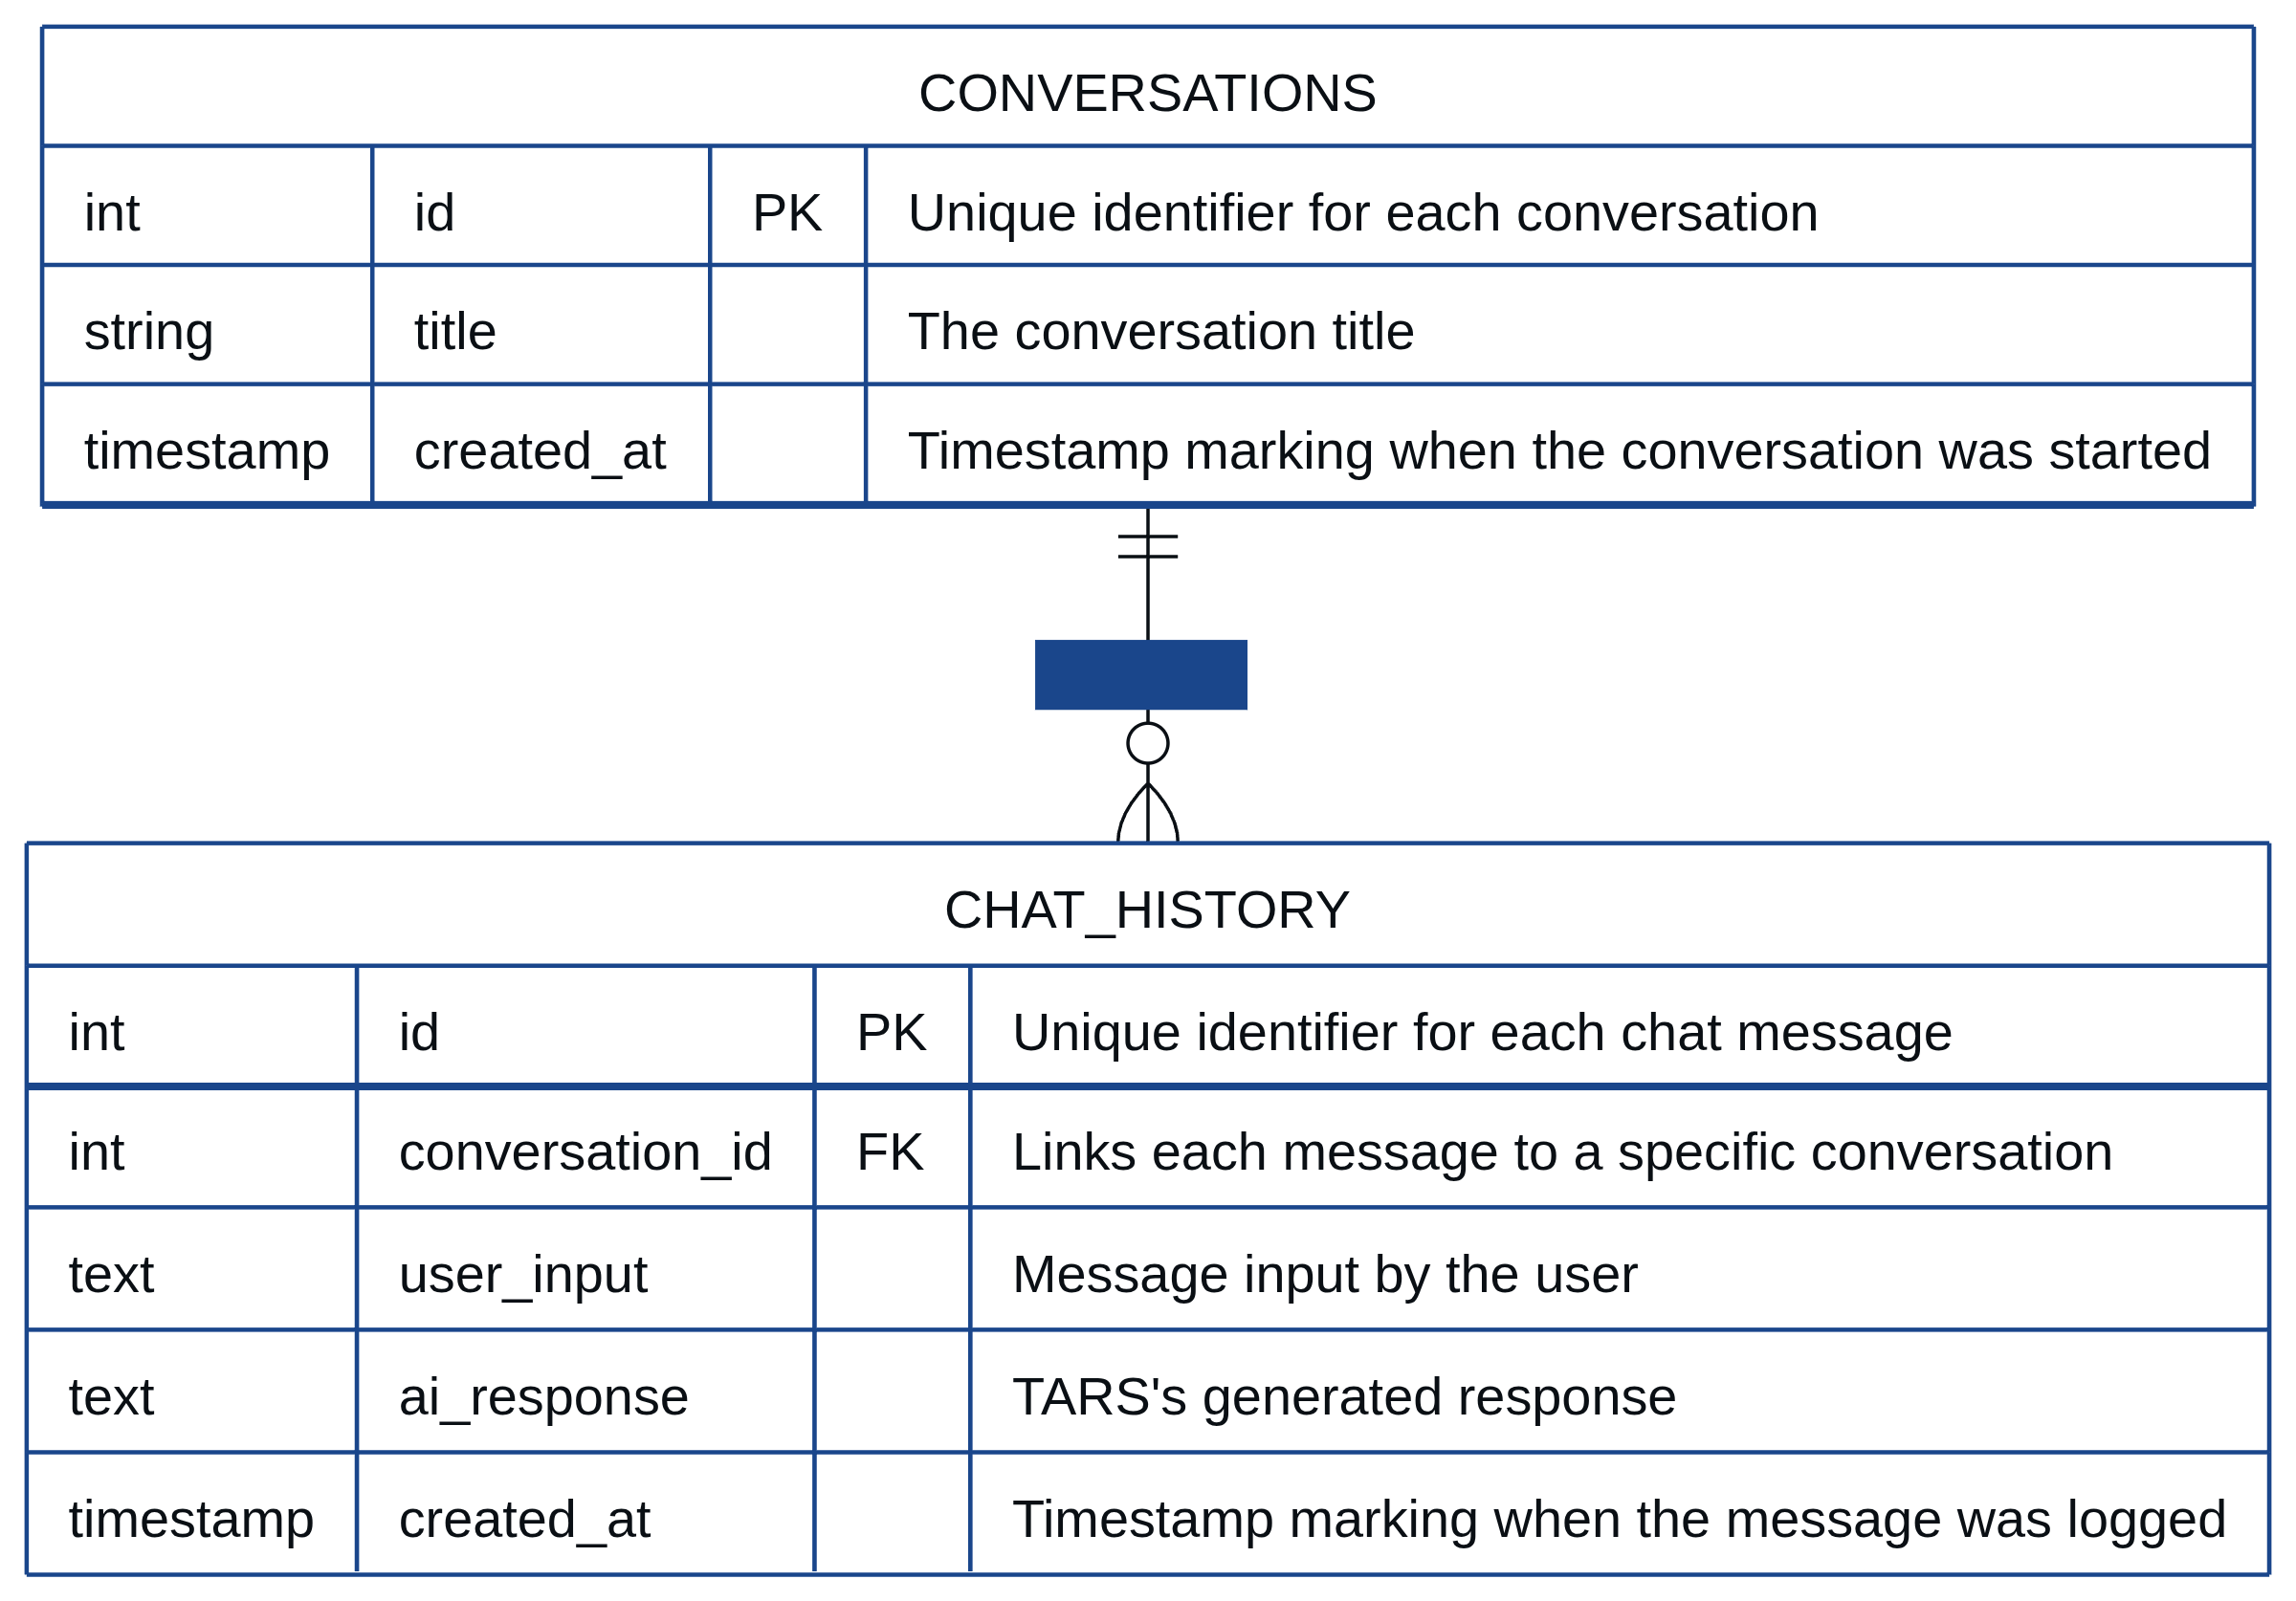 CONVERSATIONS
int id PK Unique identifier for each conversation
string title The conversation title
timestamp created_at Timestamp marking when the conversation was started
CHAT_HISTORY
int id PK Unique identifier for each chat message
int conversation_id FK Links each message to a specific conversation
text user_input Message input by the user
text ai_response TARS's generated response
timestamp created_at Timestamp marking when the message was logged